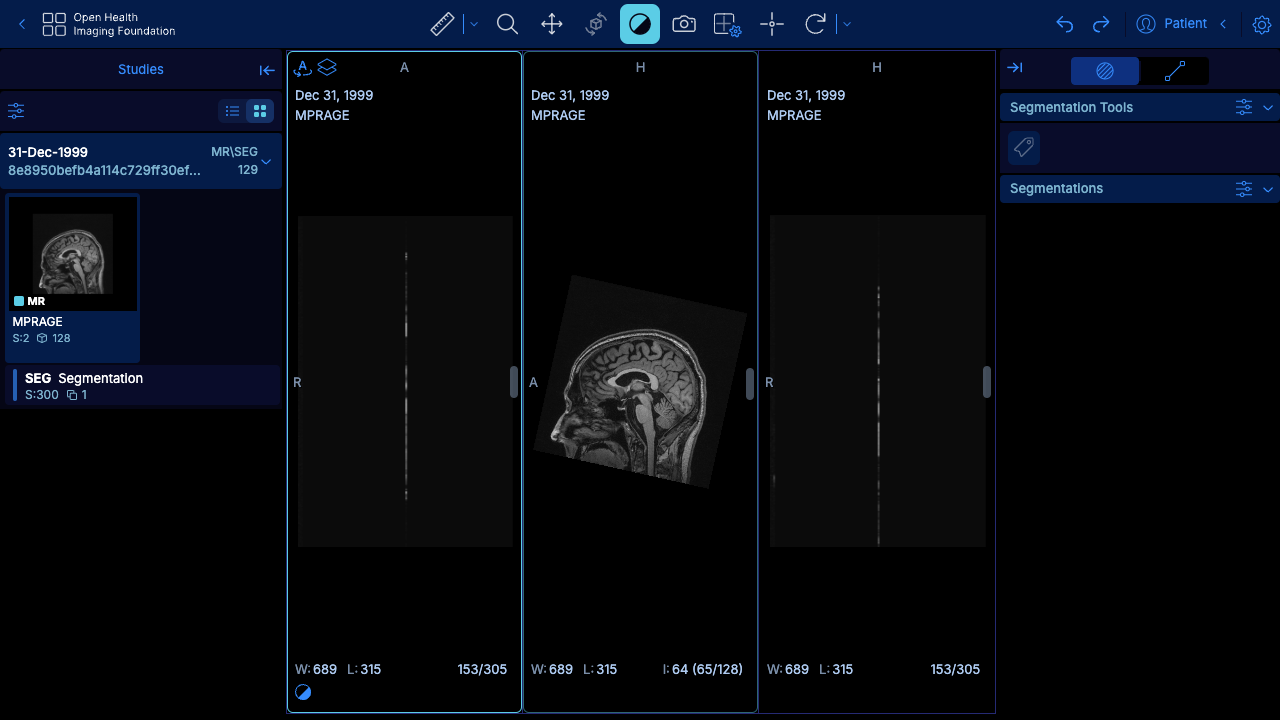 Open Health
Imaging Foundation
Patient
Studies
31-Dec-1999
MR\SEG
8e8950befb4a114c729ff30ef...
129
MR
MPRAGE
S:2 128
SEG Segmentation
S:300 1
A
A
Dec 31, 1999
MPRAGE
R
W: 689 L: 315
153/305
H
Dec 31, 1999
MPRAGE
A
W: 689 L: 315
I: 64 (65/128)
H
Dec 31, 1999
MPRAGE
R
W: 689 L: 315
153/305
Segmentation Tools
Segmentations